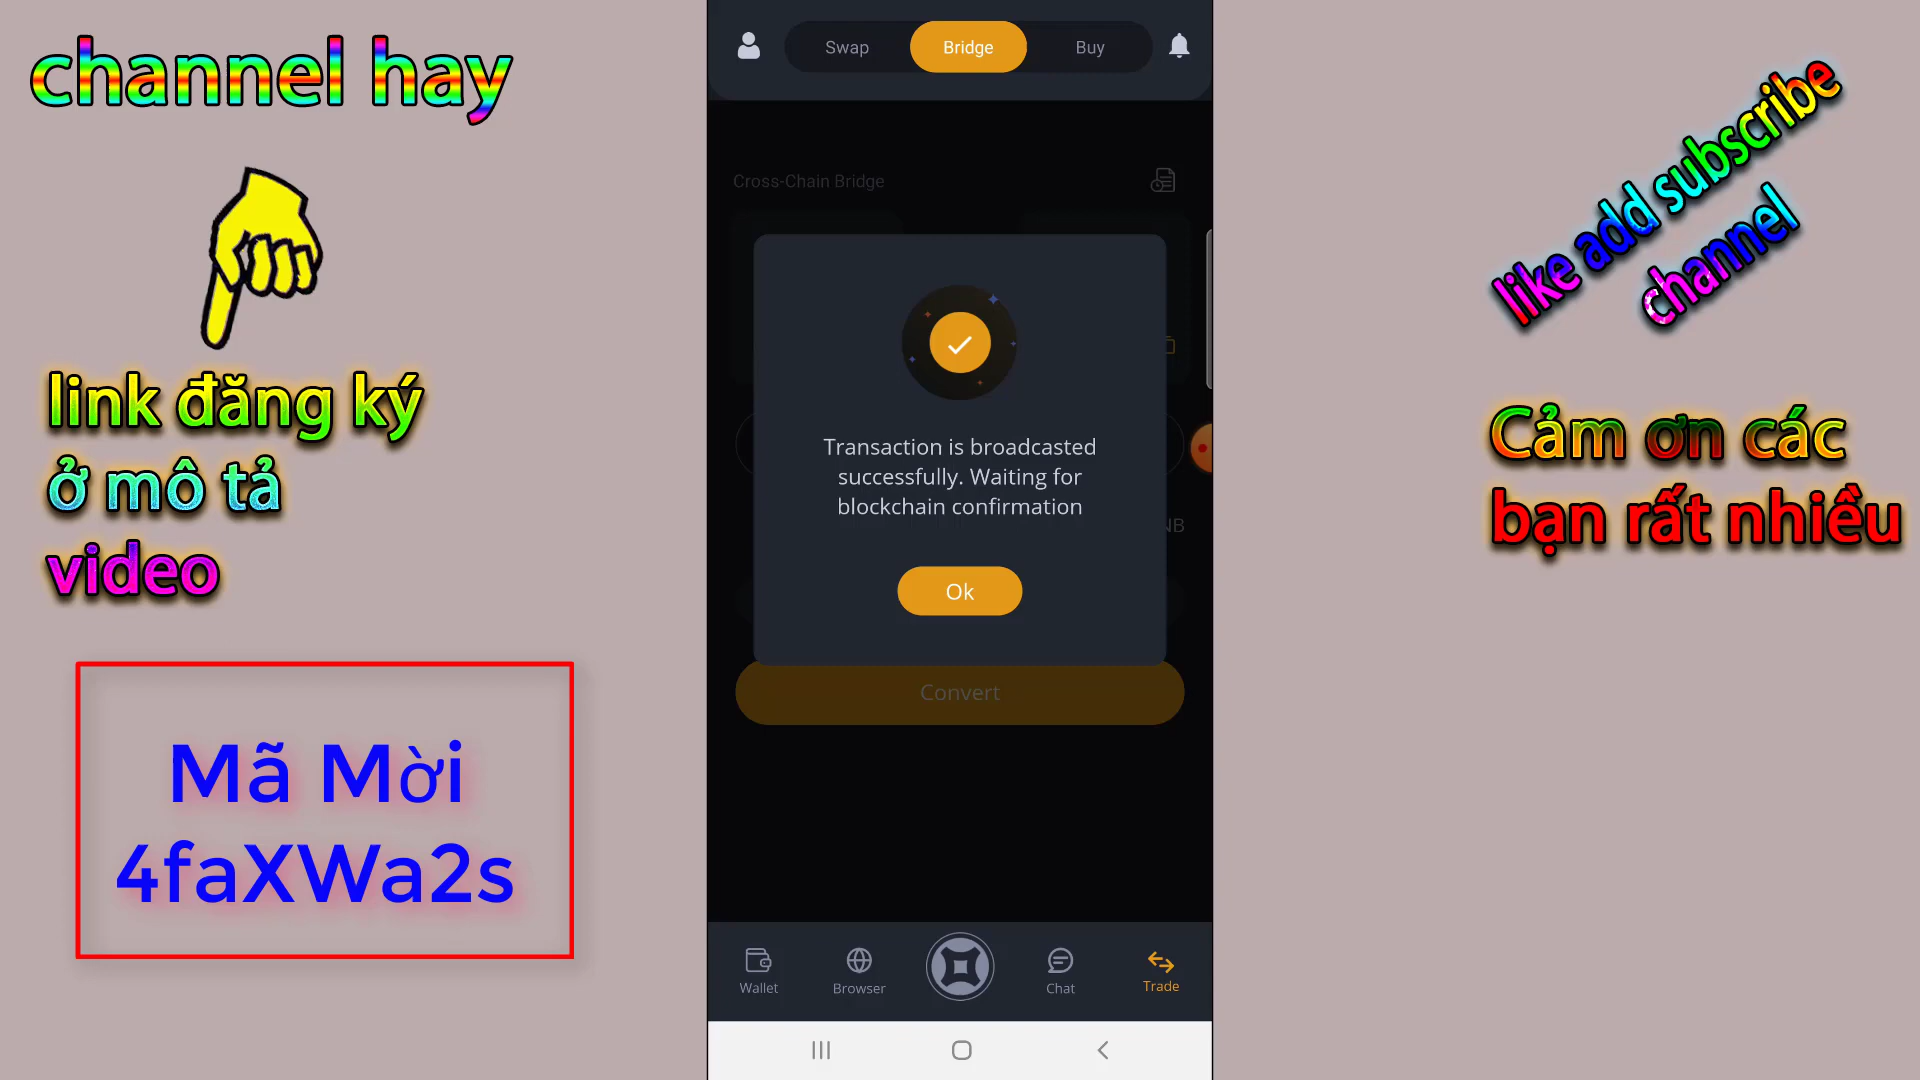 channel hay
link đăng ký
ở mô tả
video
Mã Mời
4faXWa2s
Swap
Bridge
Buy
Cross-Chain Bridge
Transaction is broadcasted
successfully. Waiting for
blockchain confirmation
NB
Ok
Convert
Wallet
Browser
Chat
Trade
like add subscribe
channel
Cảm ơn các
bạn rất nhiều